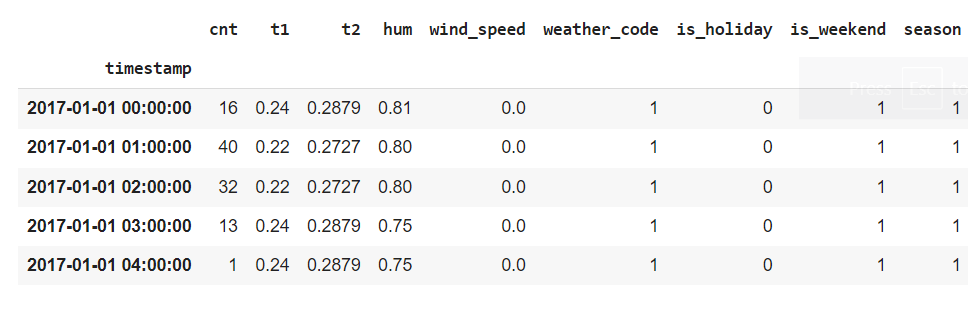 cnt t1 t2 hum wind_speed weather_code is_holiday is_weekend season
timestamp
Press esc to
2017-01-01 00:00:00 16 0.24 0.2879 0.81 0.0 1 0 1 1
2017-01-01 01:00:00 40 0.22 0.2727 0.80 0.0 1 0 1 1
2017-01-01 02:00:00 32 0.22 0.2727 0.80 0.0 1 0 1 1
2017-01-01 03:00:00 13 0.24 0.2879 0.75 0.0 1 0 1 1
2017-01-01 04:00:00 1 0.24 0.2879 0.75 0.0 1 0 1 1